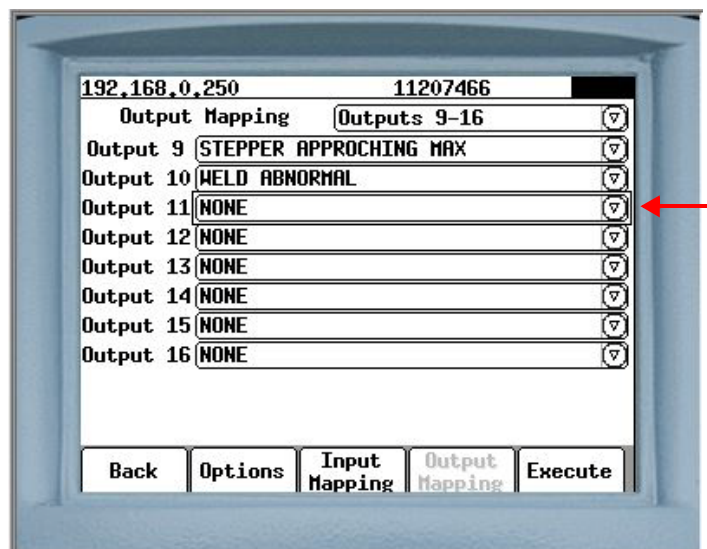 192.168.0.250 11207466
Output Mapping Outputs 9-16
Output 9 STEPPER APPROCHING MAX
Output 10 WELD ABNORMAL
Output 11 NONE
Output 12 NONE
Output 13 NONE
Output 14 NONE
Output 15 NONE
Output 16 NONE
Back Options Input Mapping Output Mapping Execute